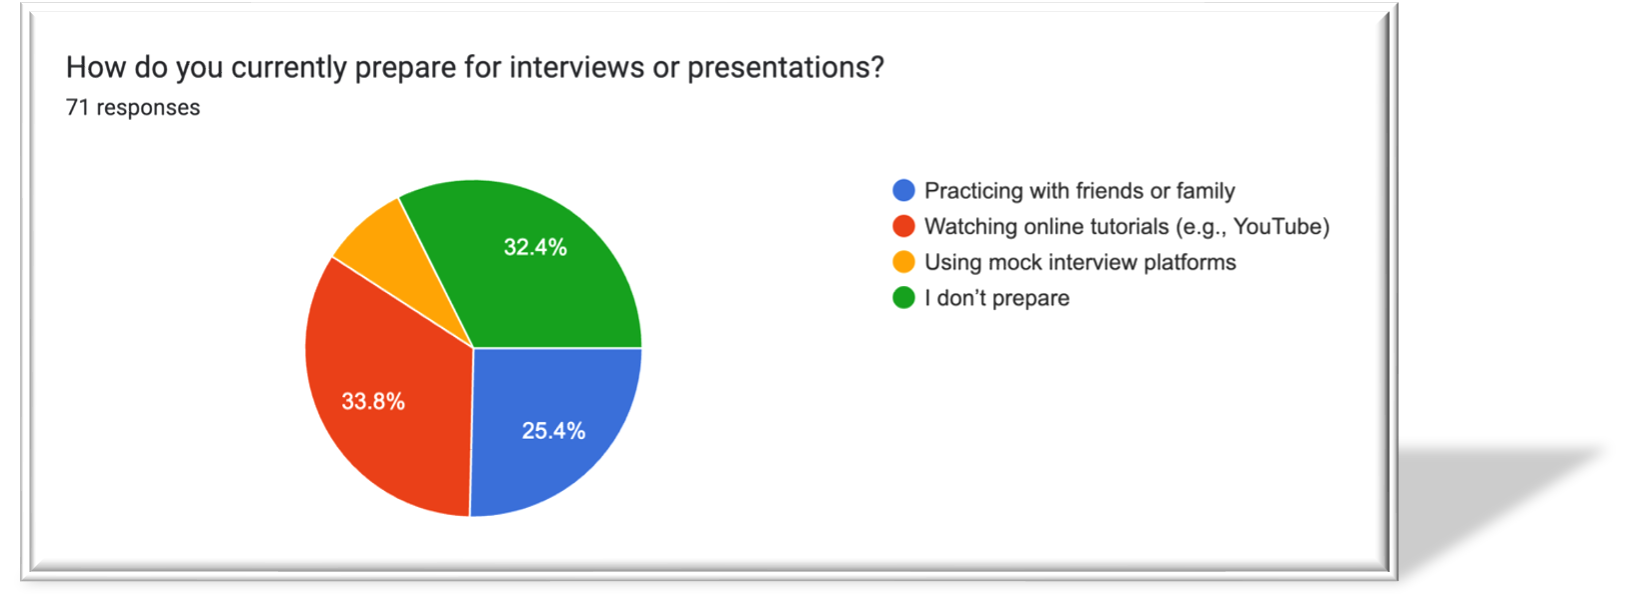 How do you currently prepare for interviews or presentations?
71 responses
32.4%
33.8%
25.4%
Practicing with friends or family
Watching online tutorials (e.g., YouTube)
Using mock interview platforms
I don’t prepare